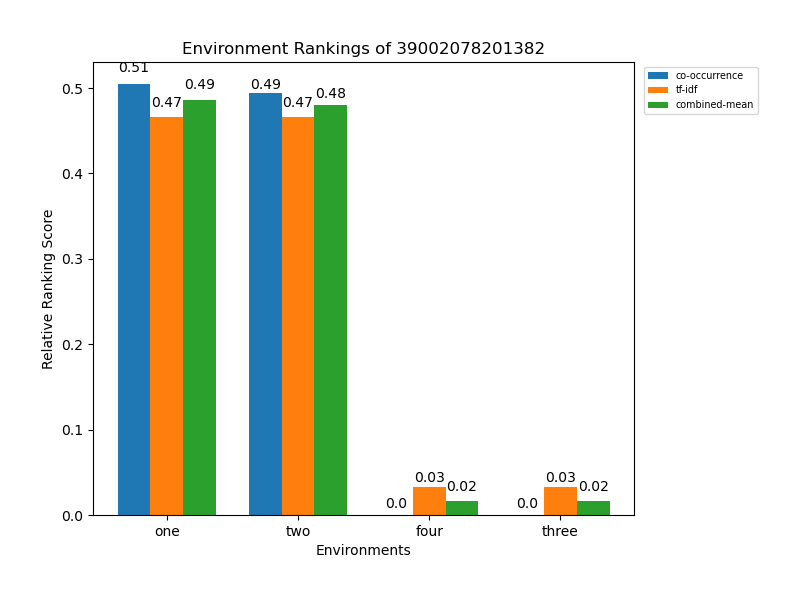 Environment Rankings of 39002078201382
co-occurrence
tf-idf
combined-mean
Relative Ranking Score
0.5
0.4
0.3
0.2
0.1
0.0
0.51
0.47
0.49
0.49
0.47
0.48
0.0
0.03
0.02
0.0
0.03
0.02
one two four three
Environments